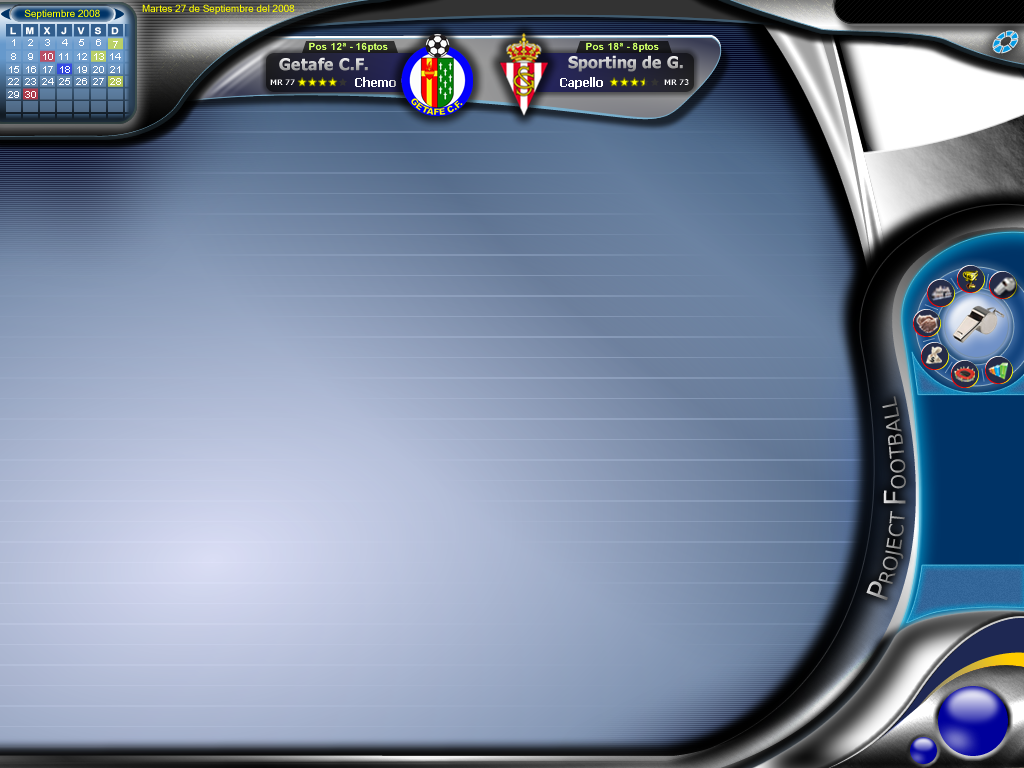 Septiembre 2008
L M X J V S D
1 2 3 4 5 6 7
8 9 10 11 12 13 14
15 16 17 18 19 20 21
22 23 24 25 26 27 28
29 30
Martes 27 de Septiembre del 2008
Pos 12ª - 16ptos
Getafe C.F.
MR 77 Chemo
GETAFE C.F.
Pos 18ª - 8ptos
Sporting de G.
Capello MR 73
PROJECT FOOTBALL